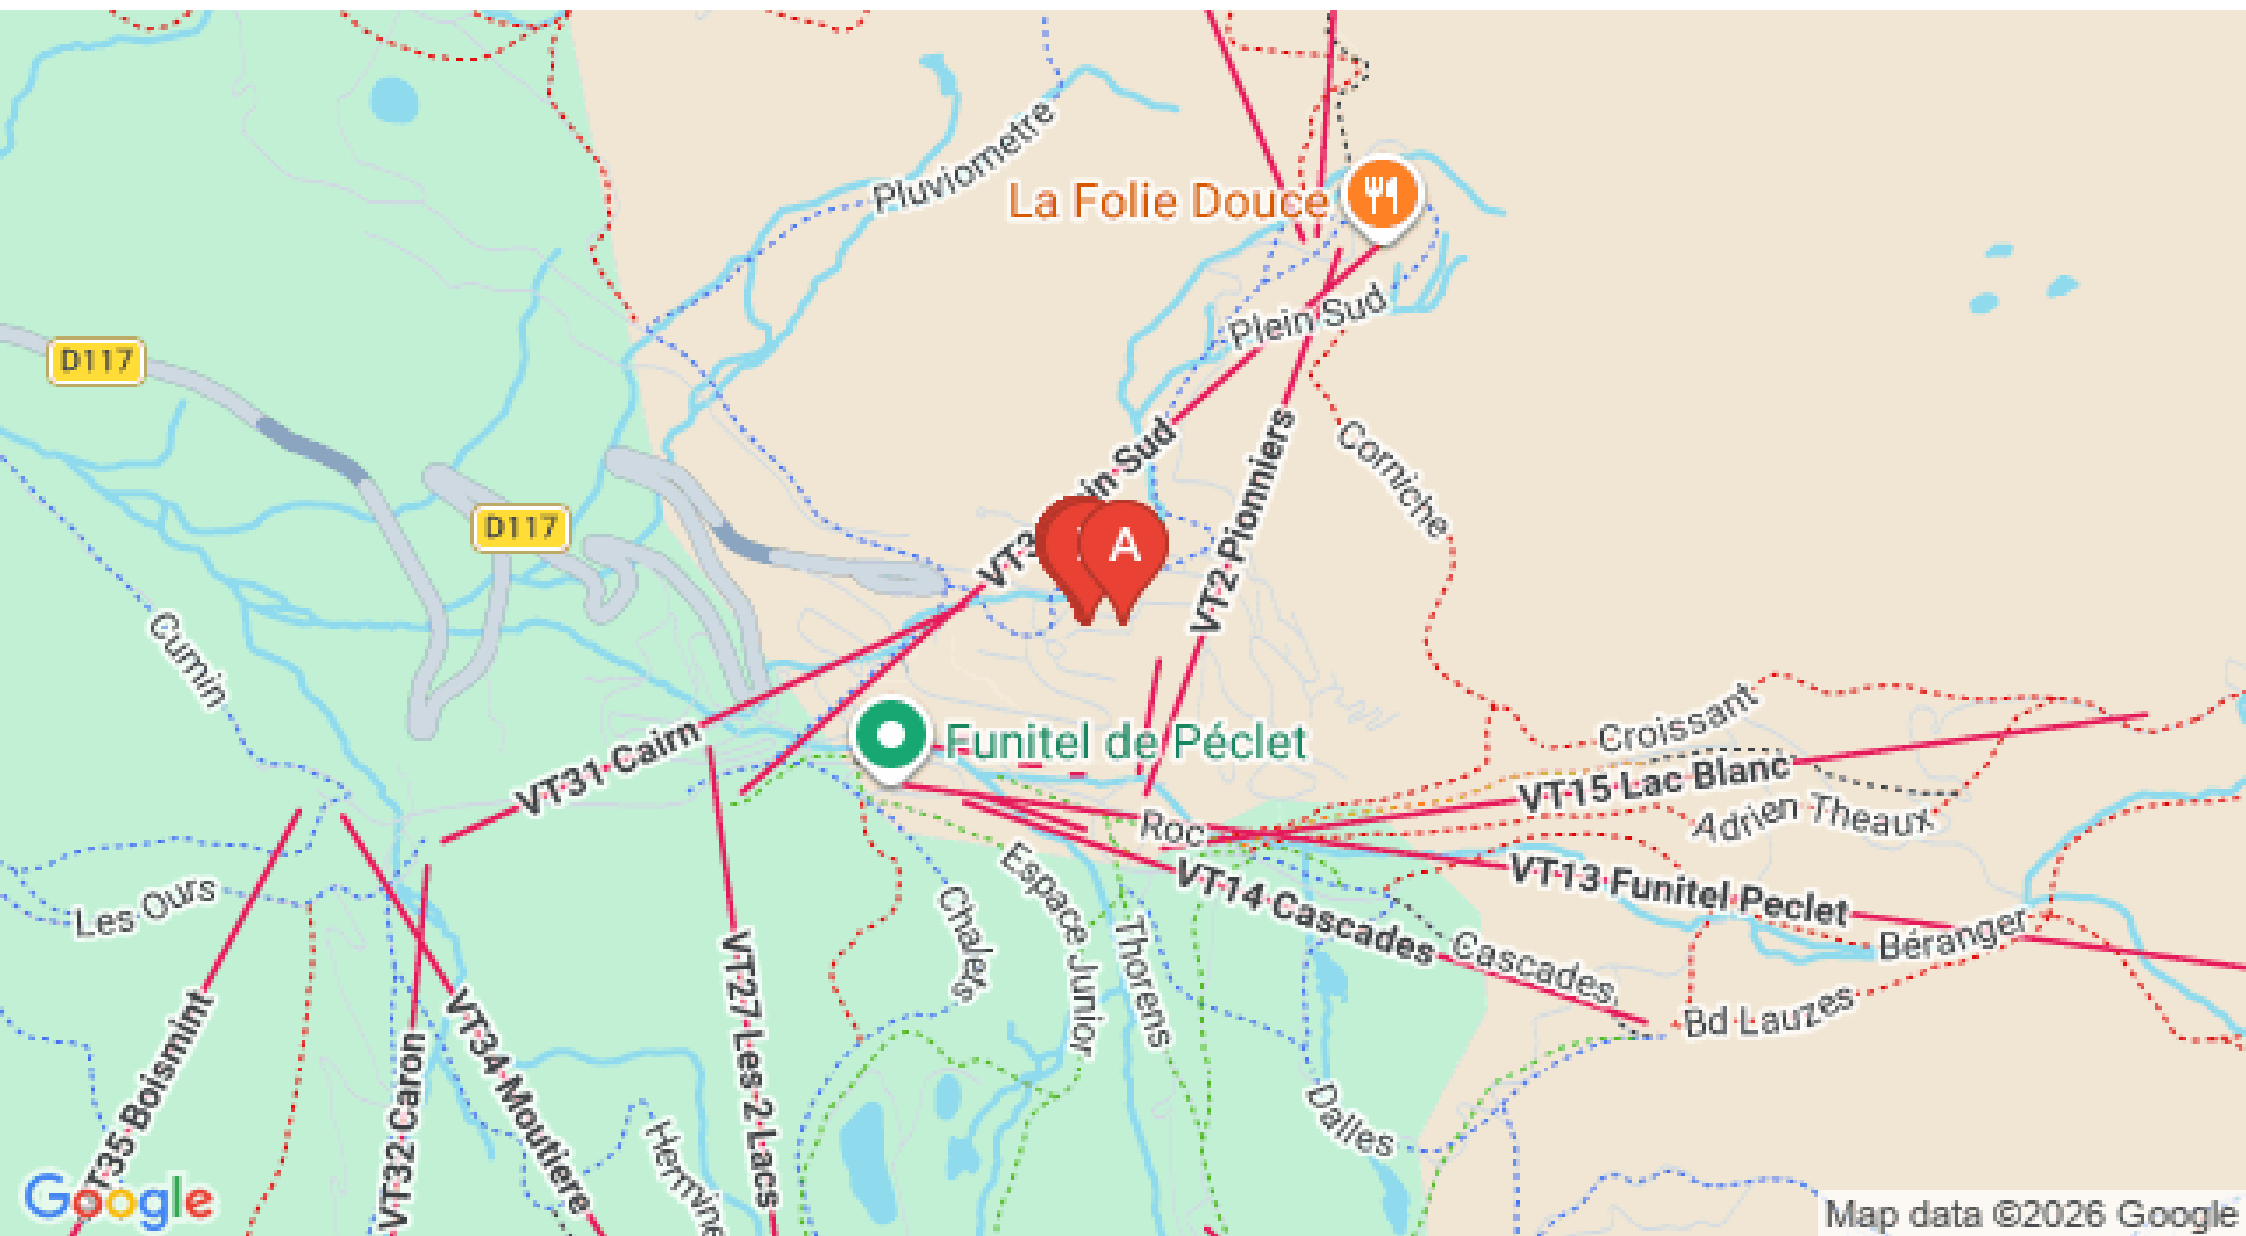 Pluviometre
La Folie Douce
Plein Sud
D117
in Sud
VT3
A
VT2 Pionniers
Corniche
D117
Cumin
Funitel de Péclet
Croissant
VT31 Cairn
VT15 Lac Blanc
Adrien Theaux
Roc
VT13 Funitel Peclet
Les Ours
Espace Junior
Chalets
Thorens
VT14 Cascades
Cascades
Béranger
Bd Lauzes
T35 Boismint
VT32 Caron
VT34 Moutiere
VT27 Les 2 Lacs
Hermine
Dalles
Google
Map data ©2026 Google